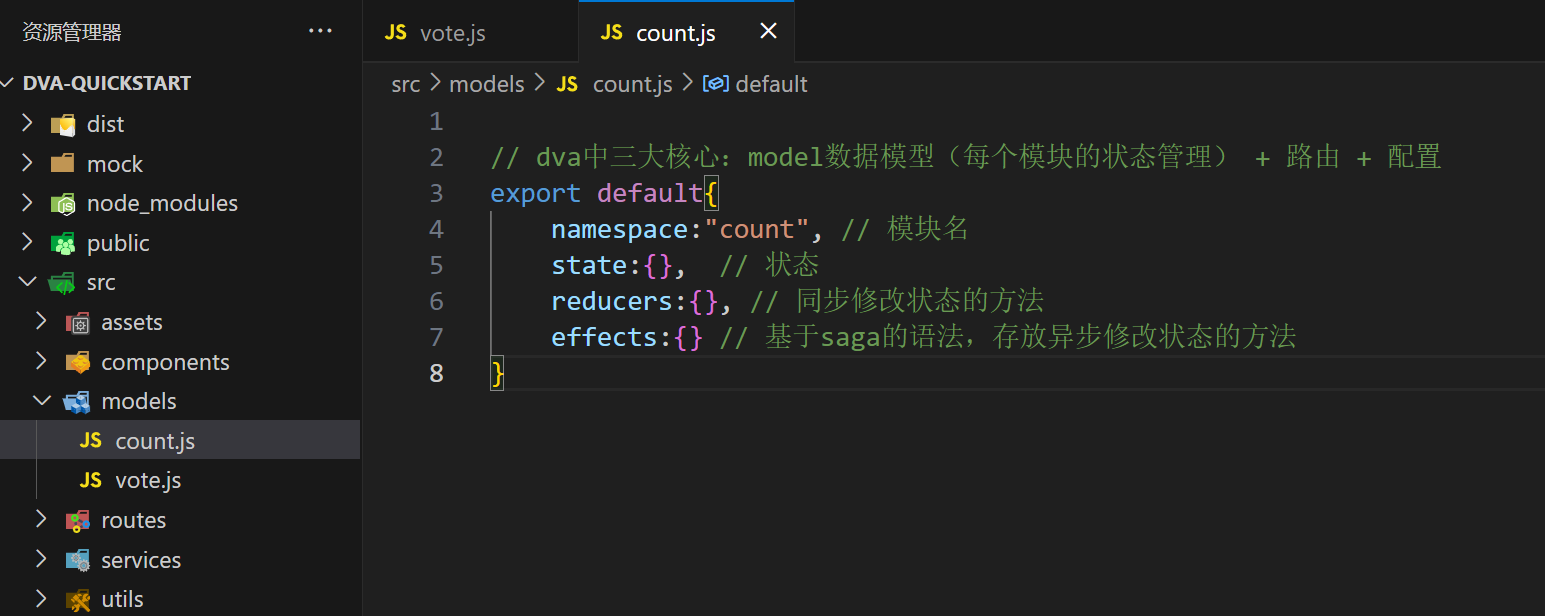 资源管理器 ···
DVA-QUICKSTART
dist
mock
node_modules
public
src
assets
components
models
count.js
vote.js
routes
services
utils
JS vote.js JS count.js ×
src > models > JS count.js > default
1
2 // dva中三大核心：model数据模型（每个模块的状态管理） + 路由 + 配置
3 export default{
4     namespace:"count", // 模块名
5     state:{},  // 状态
6     reducers:{}, // 同步修改状态的方法
7     effects:{} // 基于saga的语法，存放异步修改状态的方法
8 }